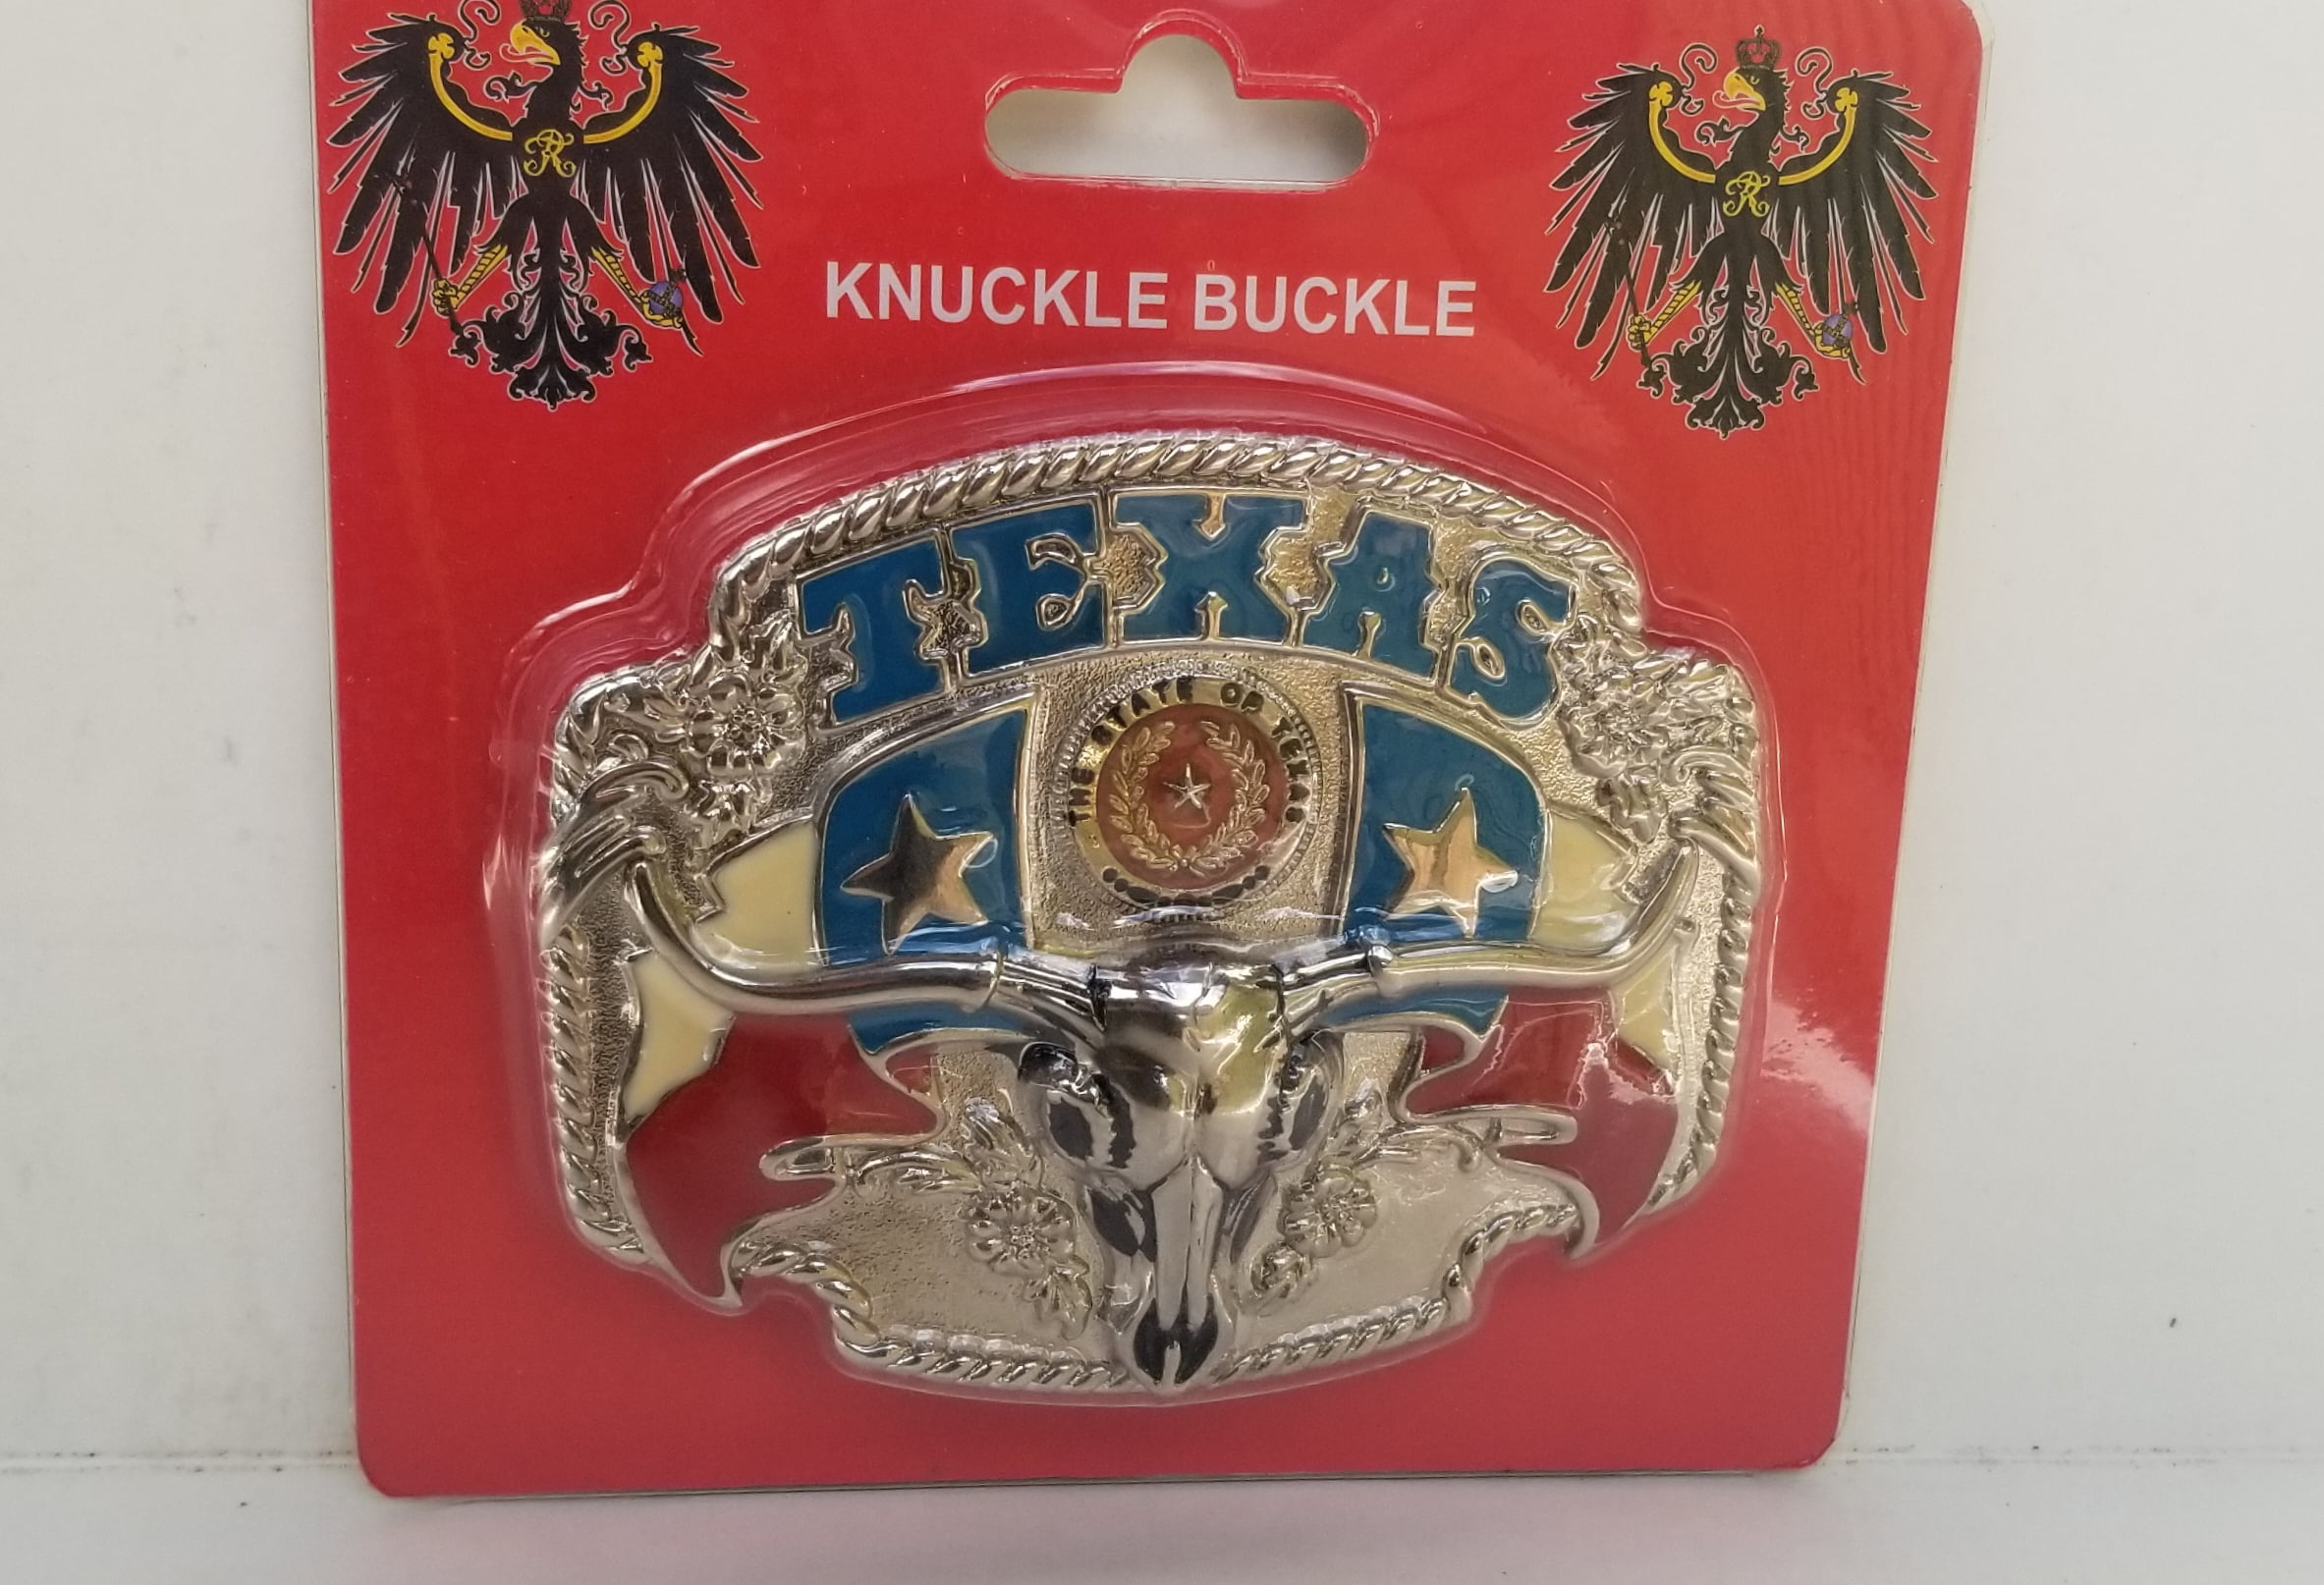 KNUCKLE BUCKLE
TEXAS
THE STATE OF TEXAS
R
R